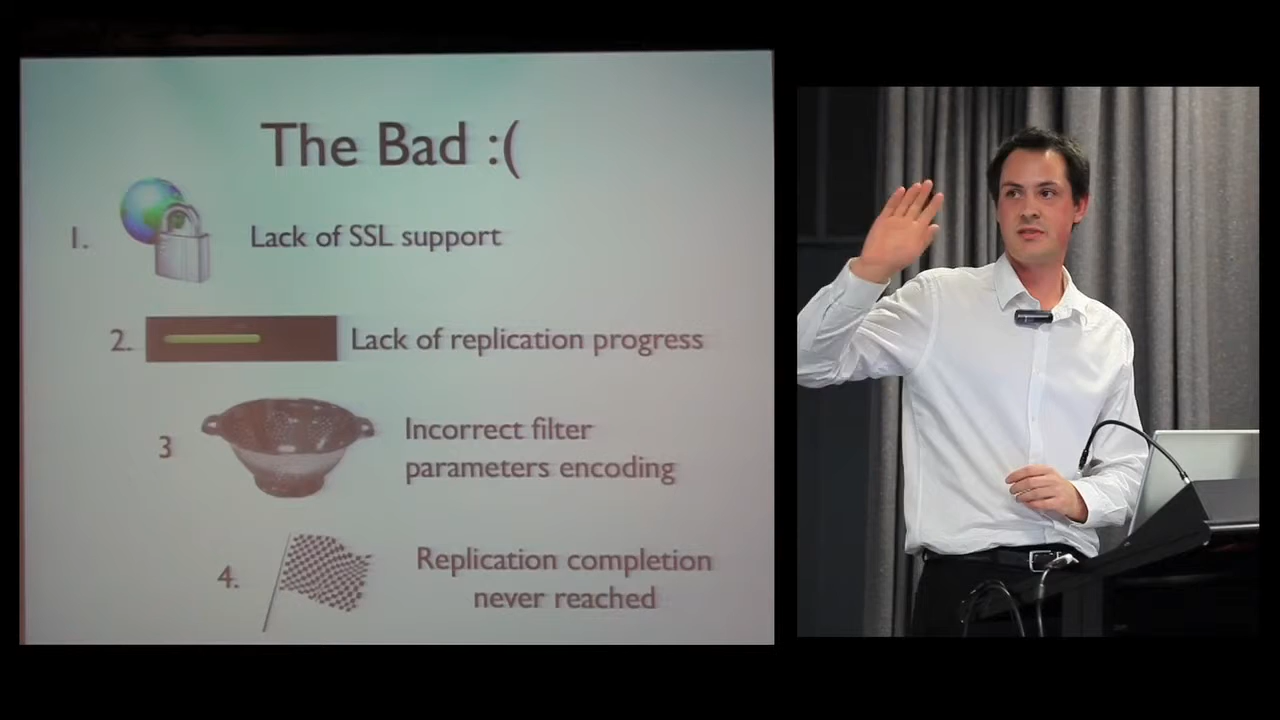 The Bad :(
1. Lack of SSL support
2. Lack of replication progress
3 Incorrect filter
parameters encoding
4. Replication completion
never reached